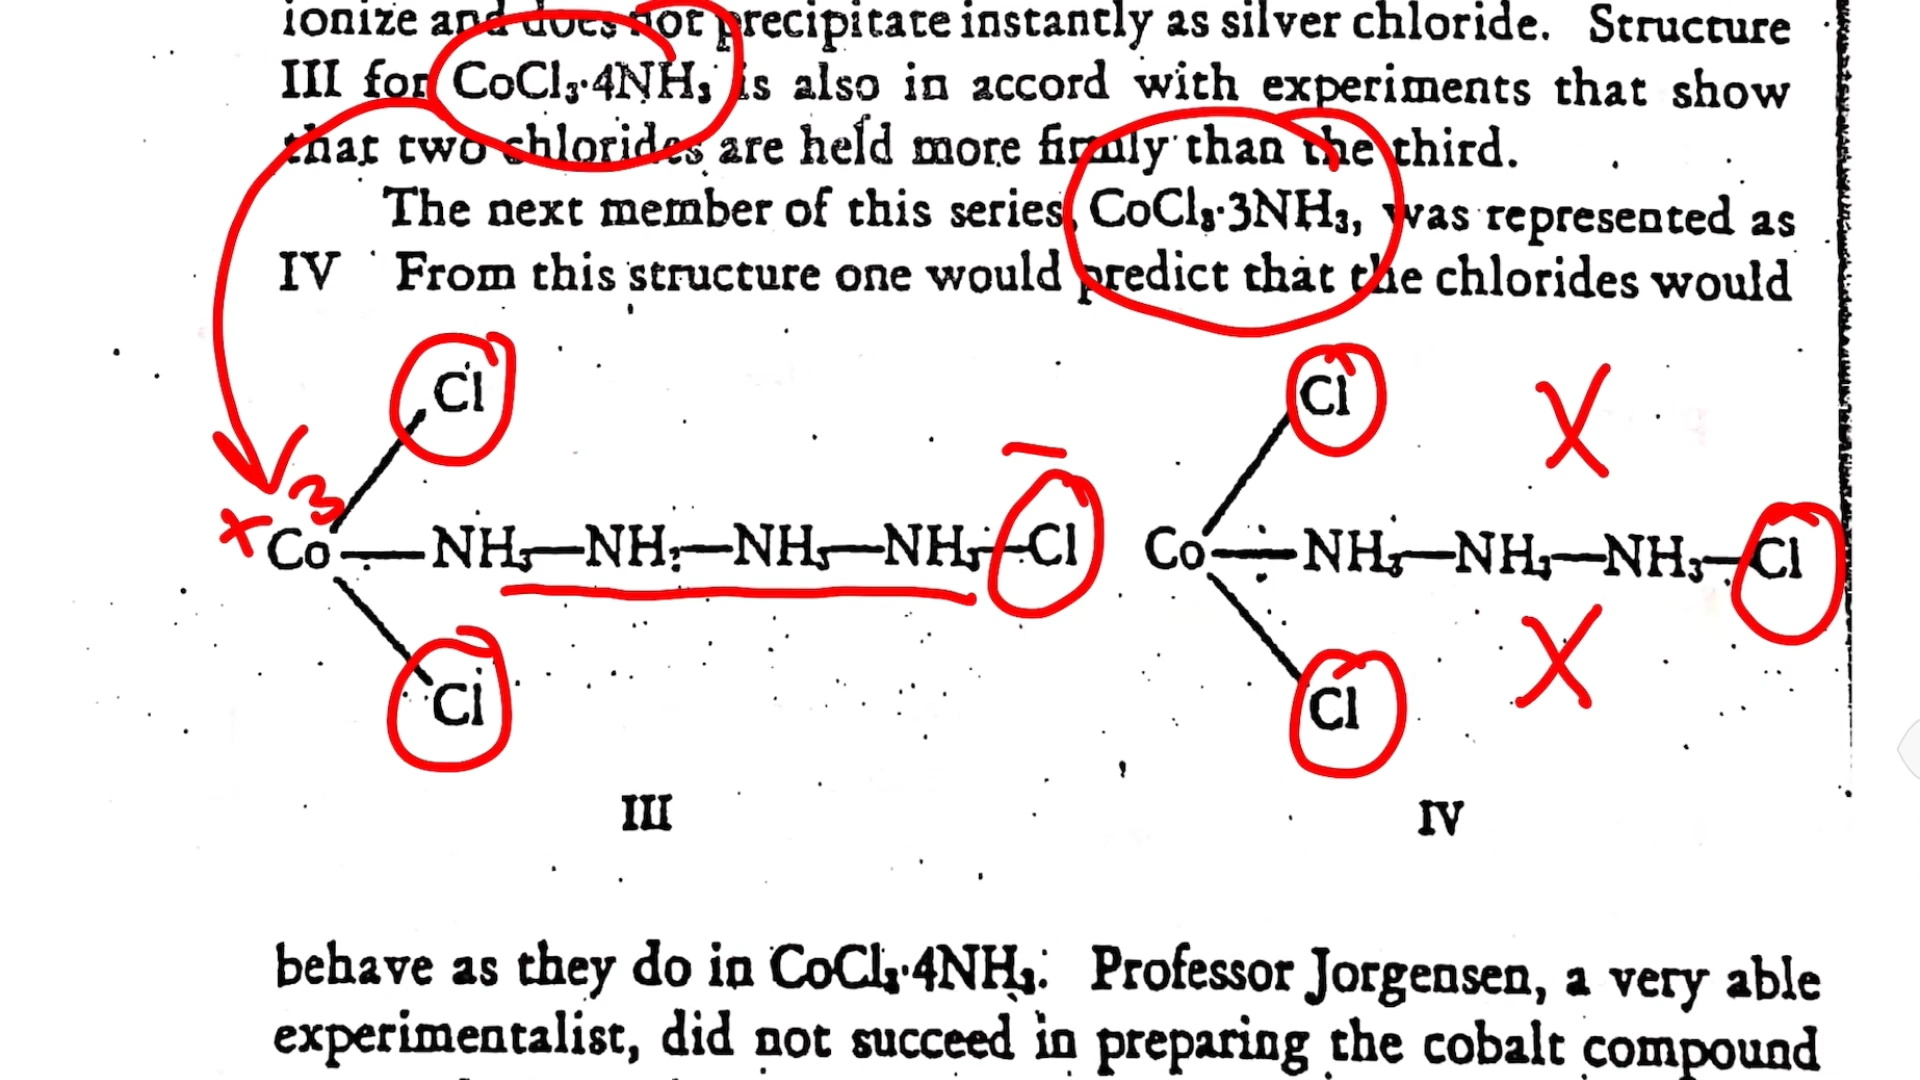 ionize and does not precipitate instantly as silver chloride. Structure
III for CoCl₃·4NH₃ is also in accord with experiments that show
that two chlorides are held more firmly than the third.
The next member of this series, CoCl₃·3NH₃, was represented as
IV From this structure one would predict that the chlorides would
Cl
+3
Co—NH₃—NH₃—NH₃—NH₃—Cl
−
Cl
III
Cl
X
Co—NH₃—NH₃—NH₃—Cl
X
Cl
IV
behave as they do in CoCl₃·4NH₃. Professor Jorgensen, a very able
experimentalist, did not succeed in preparing the cobalt compound